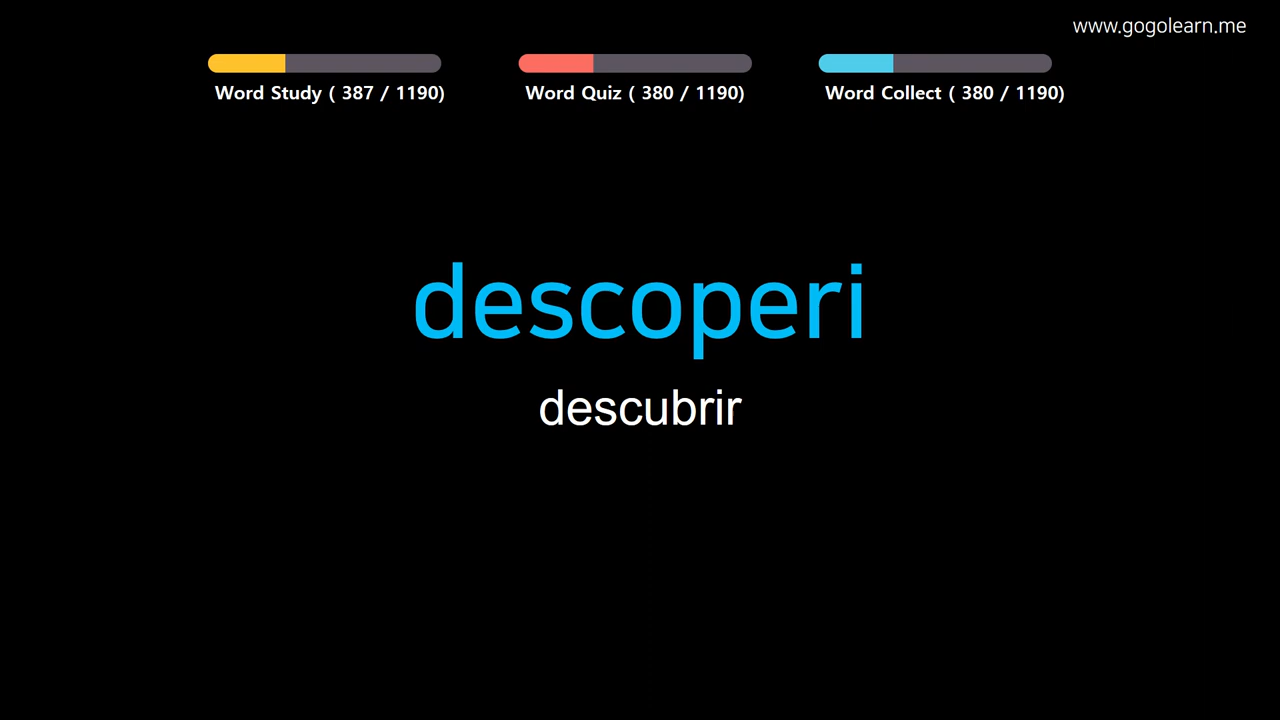 www.gogolearn.me
Word Study ( 387 / 1190)
Word Quiz ( 380 / 1190)
Word Collect ( 380 / 1190)
descoperi
descubrir